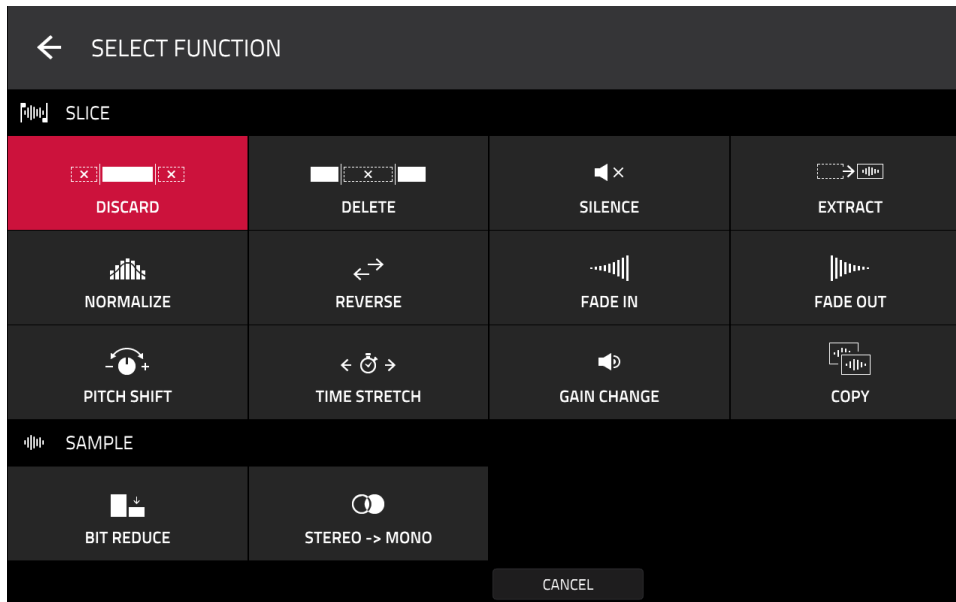 SELECT FUNCTION
SLICE
DISCARD
DELETE
SILENCE
EXTRACT
NORMALIZE
REVERSE
FADE IN
FADE OUT
PITCH SHIFT
TIME STRETCH
GAIN CHANGE
COPY
SAMPLE
BIT REDUCE
STEREO -> MONO
CANCEL